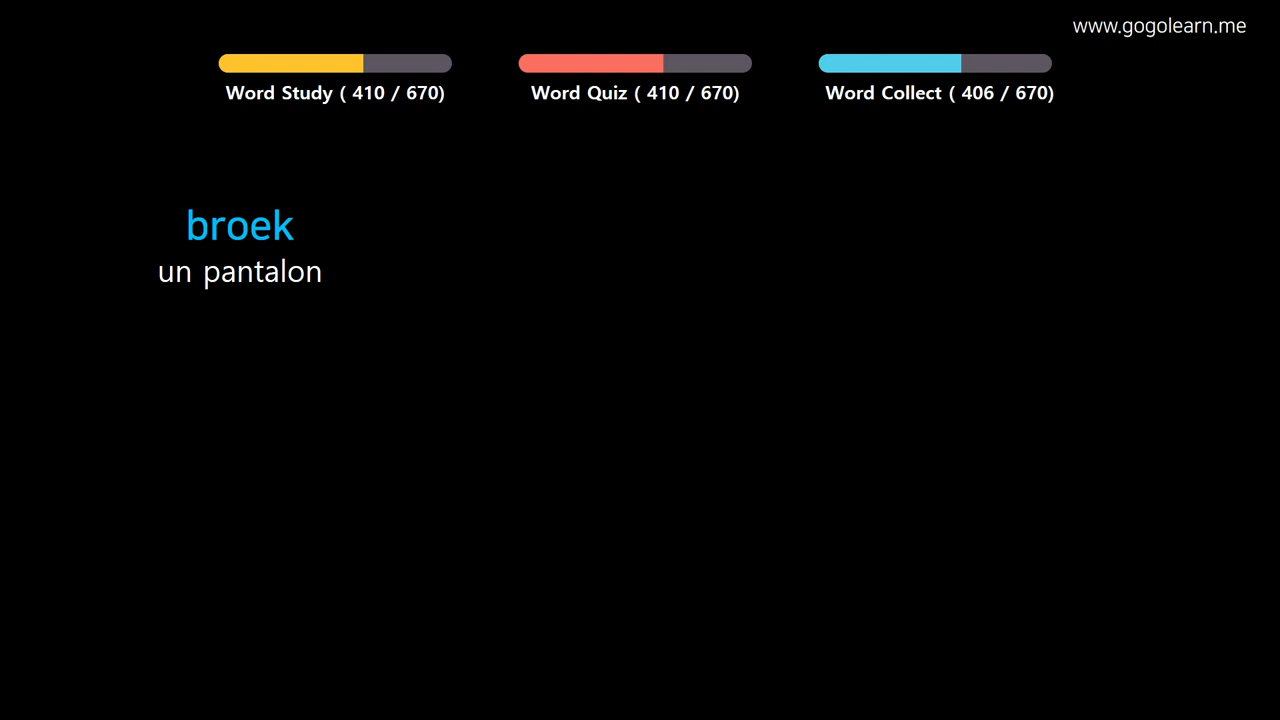 www.gogolearn.me
Word Study ( 410 / 670)
Word Quiz ( 410 / 670)
Word Collect ( 406 / 670)
broek
un pantalon